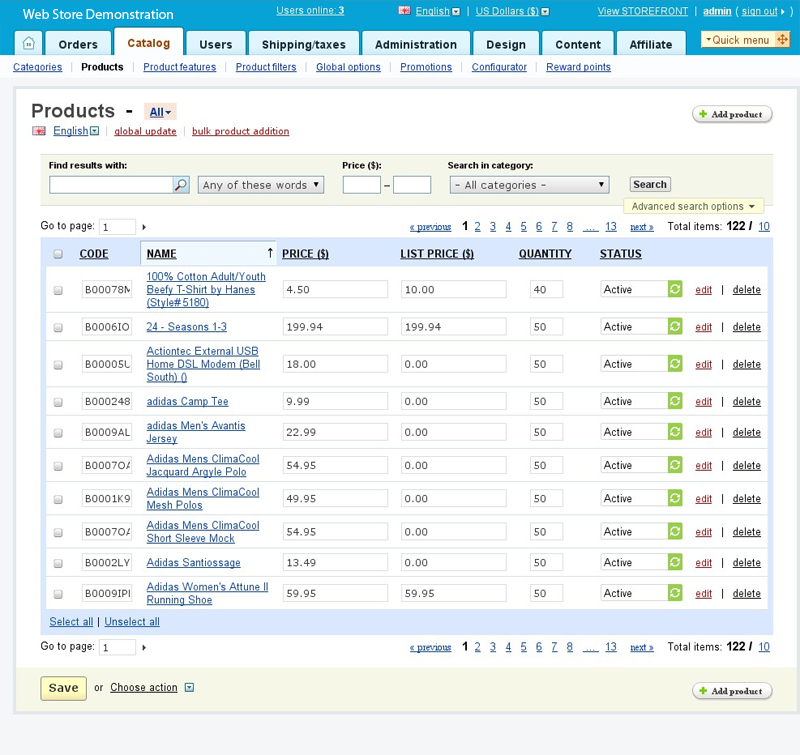 Web Store Demonstration Users online: 3 English US Dollars ($) View STOREFRONT | admin ( sign out )
Orders Catalog Users Shipping/taxes Administration Design Content Affiliate Quick menu
Categories Products Product features Product filters Global options Promotions Configurator Reward points
Products - All
Add product
English | global update | bulk product addition
Find results with: Price ($): Search in category:
Any of these words – - All categories - Search
Advanced search options
Go to page: 1 « previous 1 2 3 4 5 6 7 8 ... 13 next » Total items: 122 / 10
CODE NAME ↑ PRICE ($) LIST PRICE ($) QUANTITY STATUS
100% Cotton Adult/Youth
B00078M Beefy T-Shirt by Hanes 4.50 10.00 40 Active edit | delete
(Style# 5180)
B0006IO 24 - Seasons 1-3 199.94 199.94 50 Active edit | delete
Actiontec External USB
B00005U Home DSL Modem (Bell 18.00 0.00 50 Active edit | delete
South) ()
B000248 adidas Camp Tee 9.99 0.00 50 Active edit | delete
adidas Men's Avantis
B0009AL Jersey 22.99 0.00 50 Active edit | delete
Adidas Mens ClimaCool
B0007OA Jacquard Argyle Polo 54.95 0.00 50 Active edit | delete
Adidas Mens ClimaCool
B0001K9 Mesh Polos 49.95 0.00 50 Active edit | delete
Adidas Mens ClimaCool
B0007OA Short Sleeve Mock 54.95 0.00 50 Active edit | delete
B0002LY Adidas Santiossage 13.49 0.00 50 Active edit | delete
Adidas Women's Attune II
B0009IPI Running Shoe 59.95 59.95 50 Active edit | delete
Select all | Unselect all
Go to page: 1 « previous 1 2 3 4 5 6 7 8 ... 13 next » Total items: 122 / 10
Save or Choose action Add product